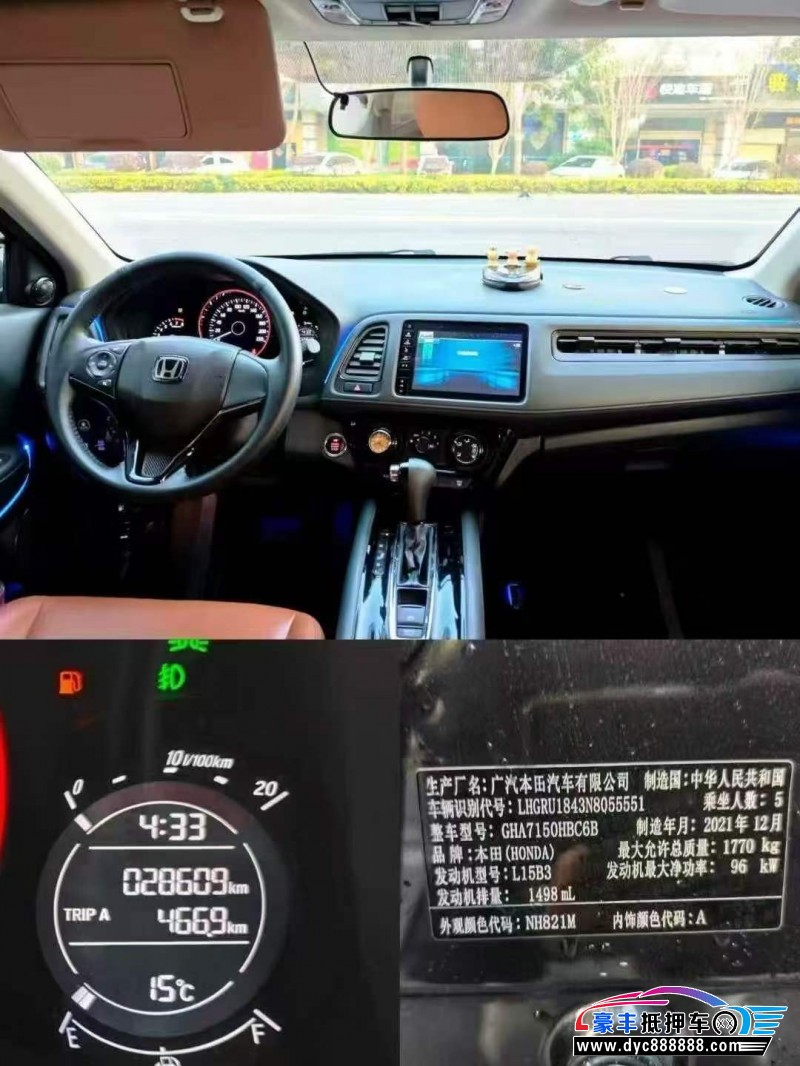 10 l/100km
0
20
4:33
028609 km
TRIP A
466.9 km
15℃
E
F
生产厂名:广汽本田汽车有限公司 制造国:中华人民共和国
车辆识别代号:LHGRU1843N8055551 乘坐人数:5
整车型号:GHA7150HBC6B 制造年月:2021年12月
品牌:本田(HONDA) 最大允许总质量:1770 kg
发动机型号:L15B3 发动机最大净功率:96 kW
发动机排量:1498 mL
外观颜色代码:NH821M 内饰颜色代码:A
豪丰抵押车
www.dyc888888.com